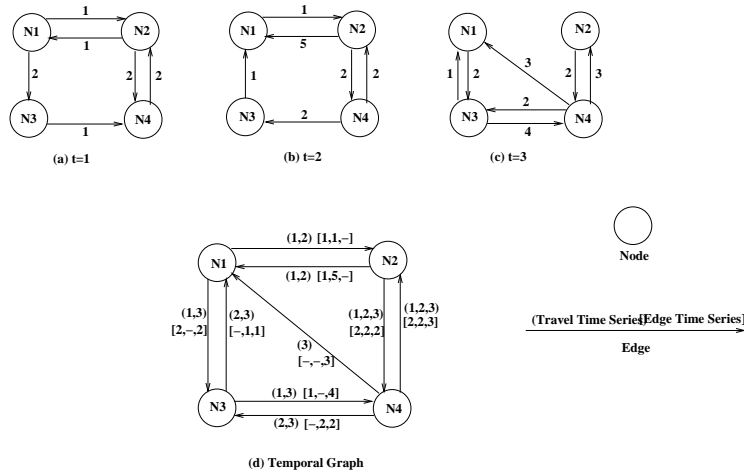 1
1
1
3
N1
N2
N1
N2
N1
N2
1
5
2
2
2
1
2
2
1
2
2
3
2
N3
N4
N3
N4
N3
N4
1
2
4
(a) t=1
(b) t=2
(c) t=3
(1,2) [1,1,-]
N1
N2
Node
(1,2) [1,5,-]
(1,3)
[2,-,2]
(2,3)
[-,1,1]
(1,2,3)
[2,2,2]
(1,2,3)
[2,2,3]
(3)
[-,-,3]
(Travel Time Series)[Edge Time Series]
Edge
(1,3) [1,-,4]
N3
N4
(2,3) [-,2,2]
(d) Temporal Graph